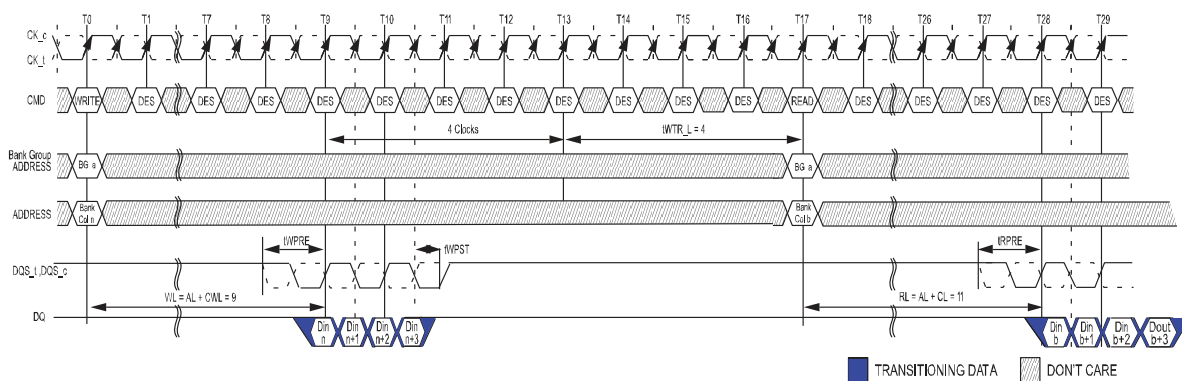 T0 T1 T7 T8 T9 T10 T11 T12 T13 T14 T15 T16 T17 T18 T26 T27 T28 T29
CK_c
CK_t
CMD WRITE DES DES DES DES DES DES DES DES DES DES DES READ DES DES DES DES DES
4 Clocks tWTR_L = 4
Bank Group
ADDRESS BG a BG a
ADDRESS Bank Col n Bank Col b
tWPRE tWPST tRPRE
DQS_t ,DQS_c
WL = AL + CWL = 9 RL = AL + CL = 11
DQ Din n Din n+1 Din n+2 Din n+3 Din b Din b+1 Din b+2 Dout b+3
TRANSITIONING DATA DON'T CARE